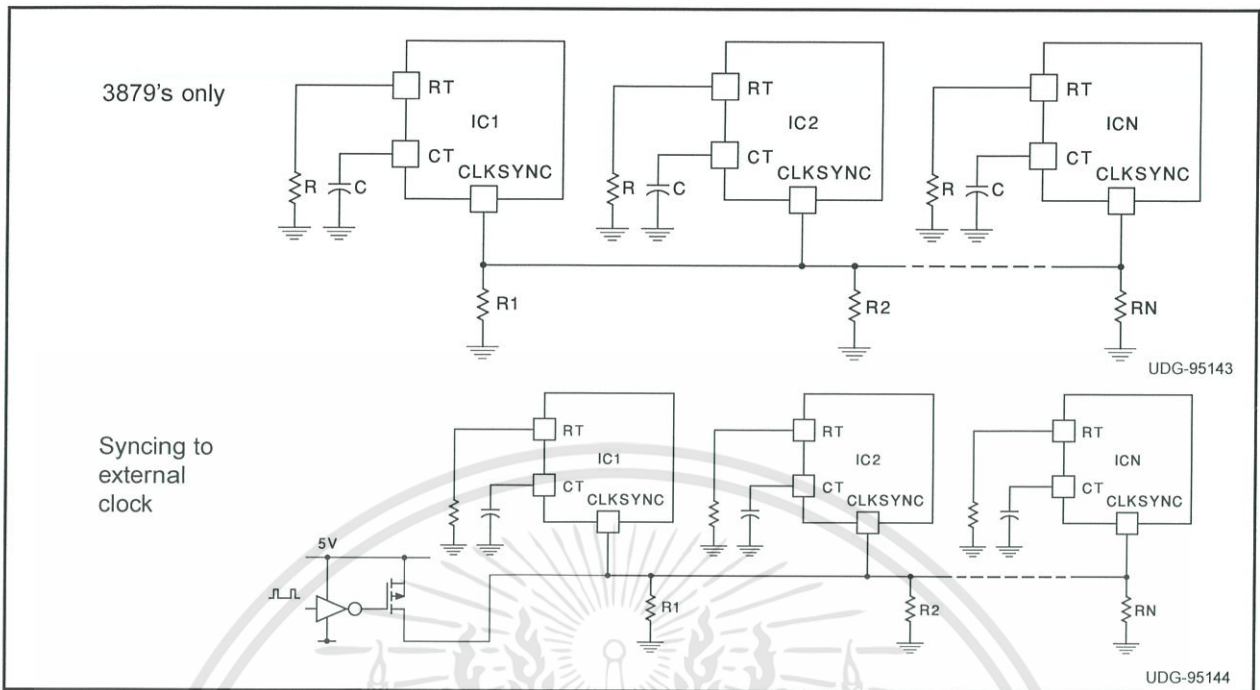 3879's only
RT
IC1
CT
CLKSYNC
R
C
RT
IC2
CT
CLKSYNC
R
C
RT
ICN
CT
CLKSYNC
R
C
R1
R2
RN
UDG-95143
Syncing to
external
clock
RT
IC1
CT
CLKSYNC
RT
IC2
CT
CLKSYNC
RT
ICN
CT
CLKSYNC
5V
R1
R2
RN
UDG-95144